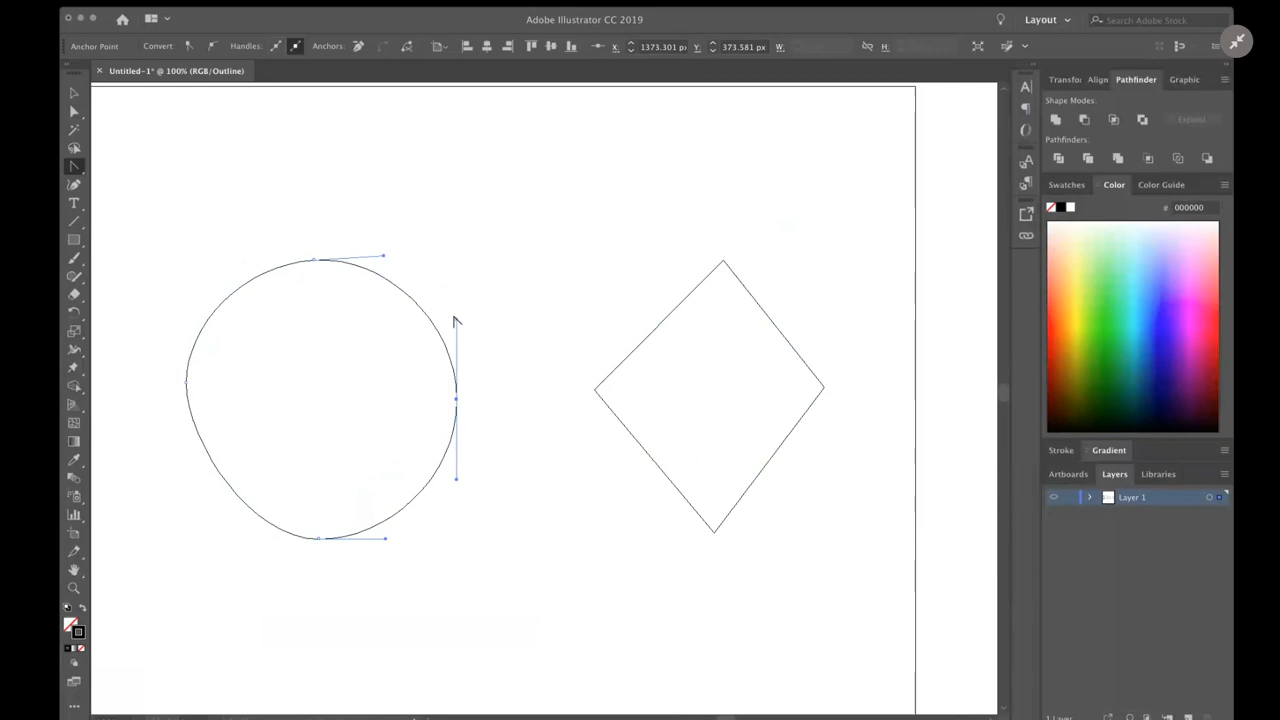 Adobe Illustrator CC 2019
Layout
Search Adobe Stock
Anchor Point
Convert:
Handles:
Anchors:
X:
1373.301 px
Y:
373.581 px
W:
H:
× Untitled-1* @ 100% (RGB/Outline)
Transfor
Align
Pathfinder
Graphic
Shape Modes:
Expand
Pathfinders:
Swatches
Color
Color Guide
# 000000
Stroke
Gradient
Artboards
Layers
Libraries
Layer 1
1 Layer